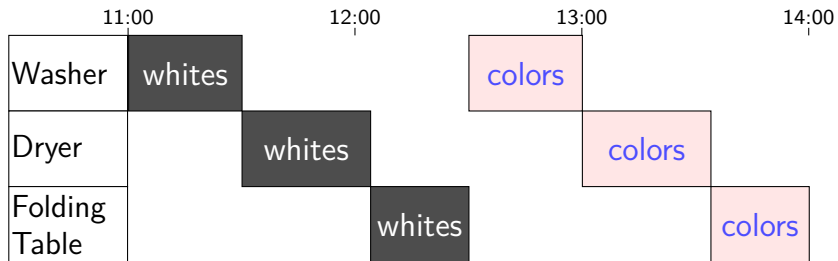 11:00 12:00 13:00 14:00
Washer whites colors
Dryer whites colors
Folding
Table whites colors